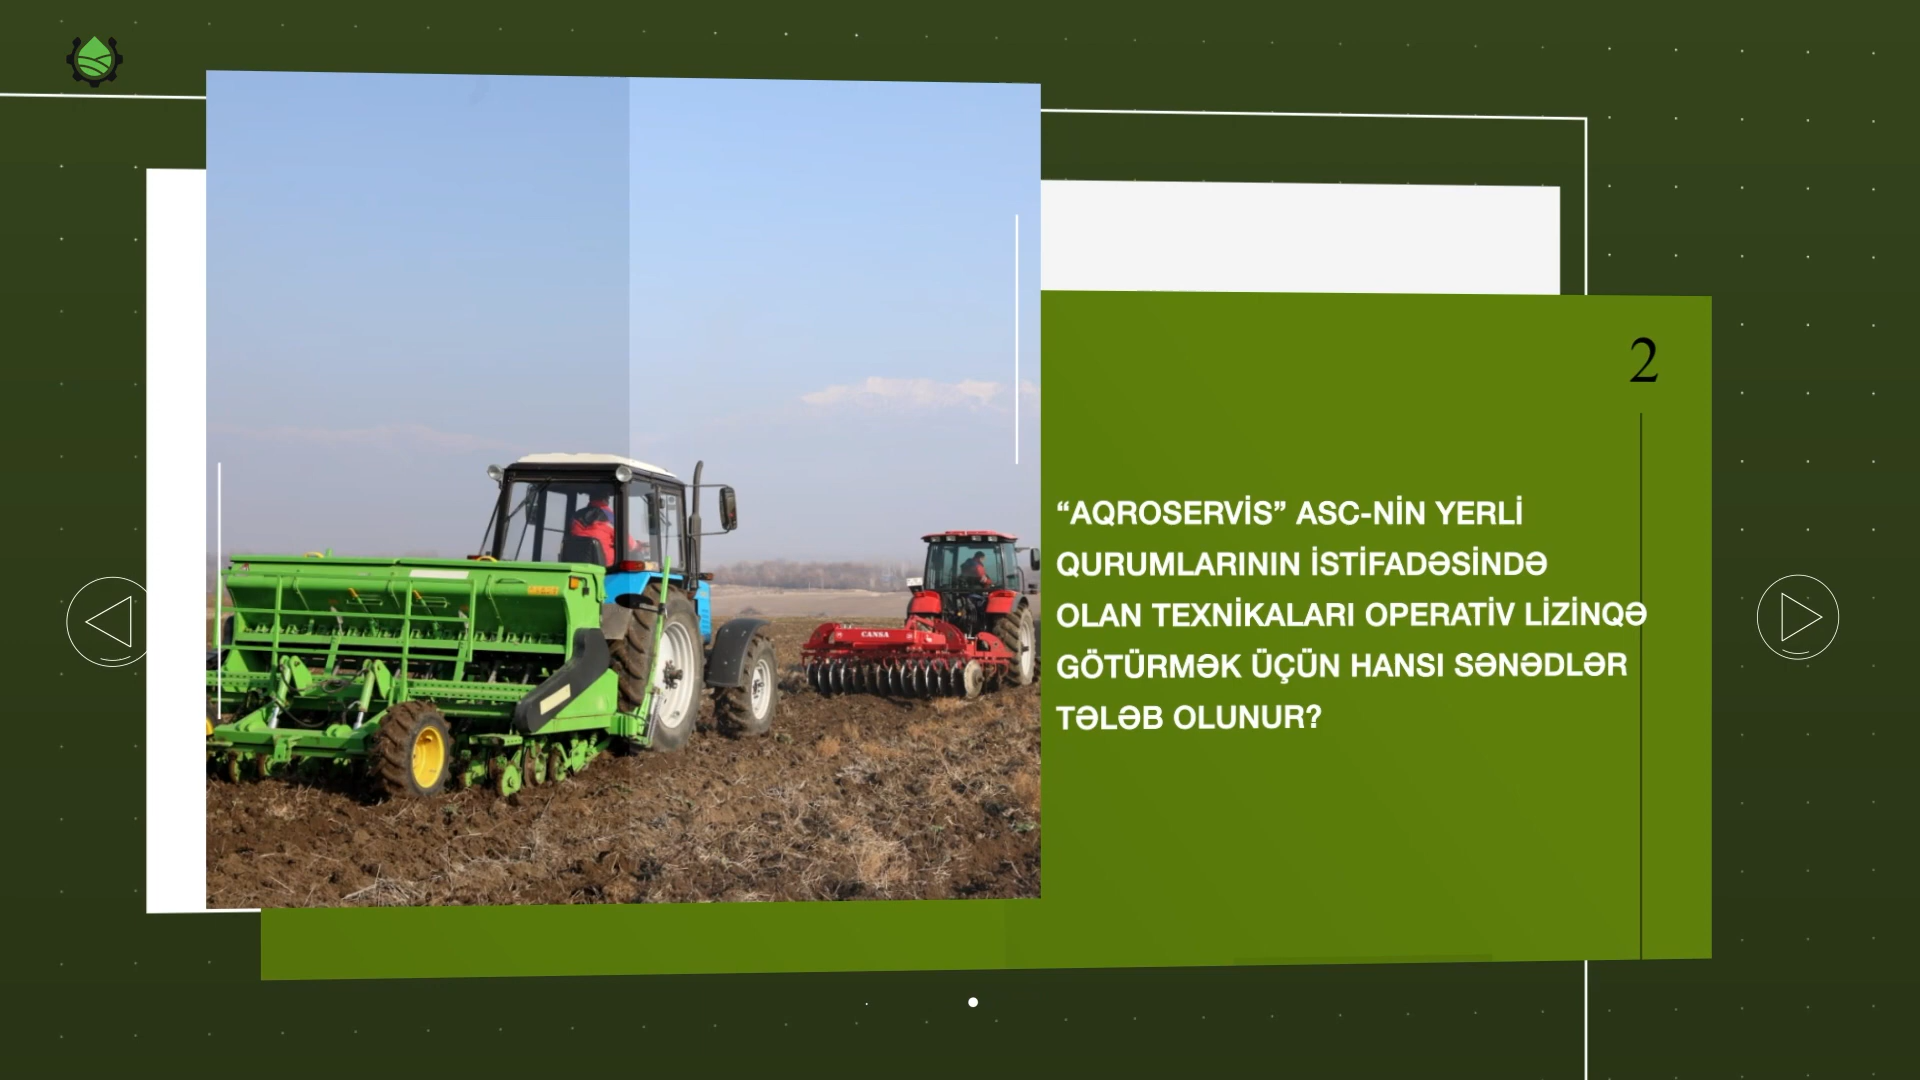 2
“AQROSERVİS” ASC-NİN YERLİ
QURUMLARININ İSTİFADƏSİNDƏ
OLAN TEXNİKALARI OPERATİV LİZİNQƏ
GÖTÜRMƏK ÜÇÜN HANSI SƏNƏDLƏR
TƏLƏB OLUNUR?
CANSA